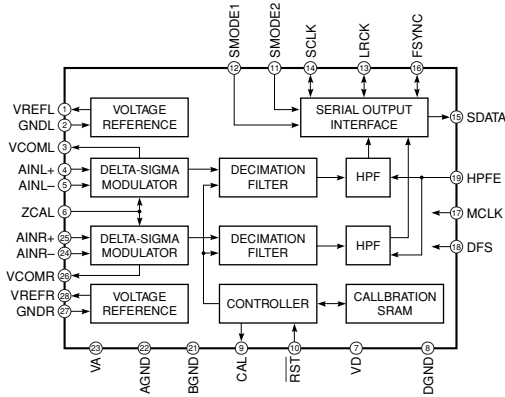 SMODE1
SMODE2
SCLK
LRCK
FSYNC
12
11
14
13
16
VREFL 1
GNDL 2
VOLTAGE
REFERENCE
SERIAL OUTPUT
INTERFACE
15 SDATA
VCOML 3
AINL+ 4
AINL– 5
DELTA-SIGMA
MODULATOR
DECIMATION
FILTER
HPF
19 HPFE
ZCAL 6
17 MCLK
AINR+ 25
AINR– 24
DELTA-SIGMA
MODULATOR
DECIMATION
FILTER
HPF
18 DFS
VCOMR 26
VREFR 28
GNDR 27
VOLTAGE
REFERENCE
CONTROLLER
CALLBRATION
SRAM
23
22
21
9
10
7
8
VA
AGND
BGND
CAL
RST
VD
DGND